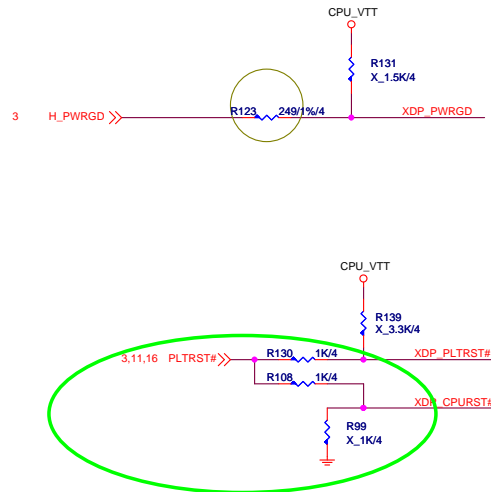 CPU_VTT
R131
X_1.5K/4
3 H_PWRGD R123 249/1%/4 XDP_PWRGD
CPU_VTT
R139
X_3.3K/4
3,11,16 PLTRST# R130 1K/4 XDP_PLTRST#
R108 1K/4
XDP_CPURST#
R99
X_1K/4